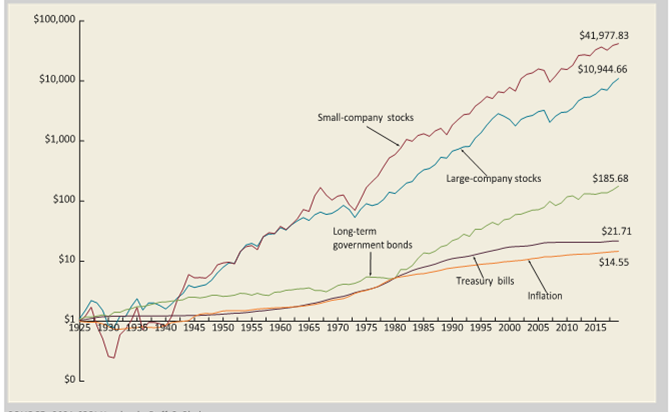 $100,000
$41,977.83
$10,944.66
$10,000
Small-company stocks
$1,000
Large-company stocks
$185.68
$100
Long-term
government bonds
$21.71
$10
$14.55
Treasury bills
Inflation
$1
1925 1930 1935 1940 1945 1950 1955 1960 1965 1970 1975 1980 1985 1990 1995 2000 2005 2010 2015
$0